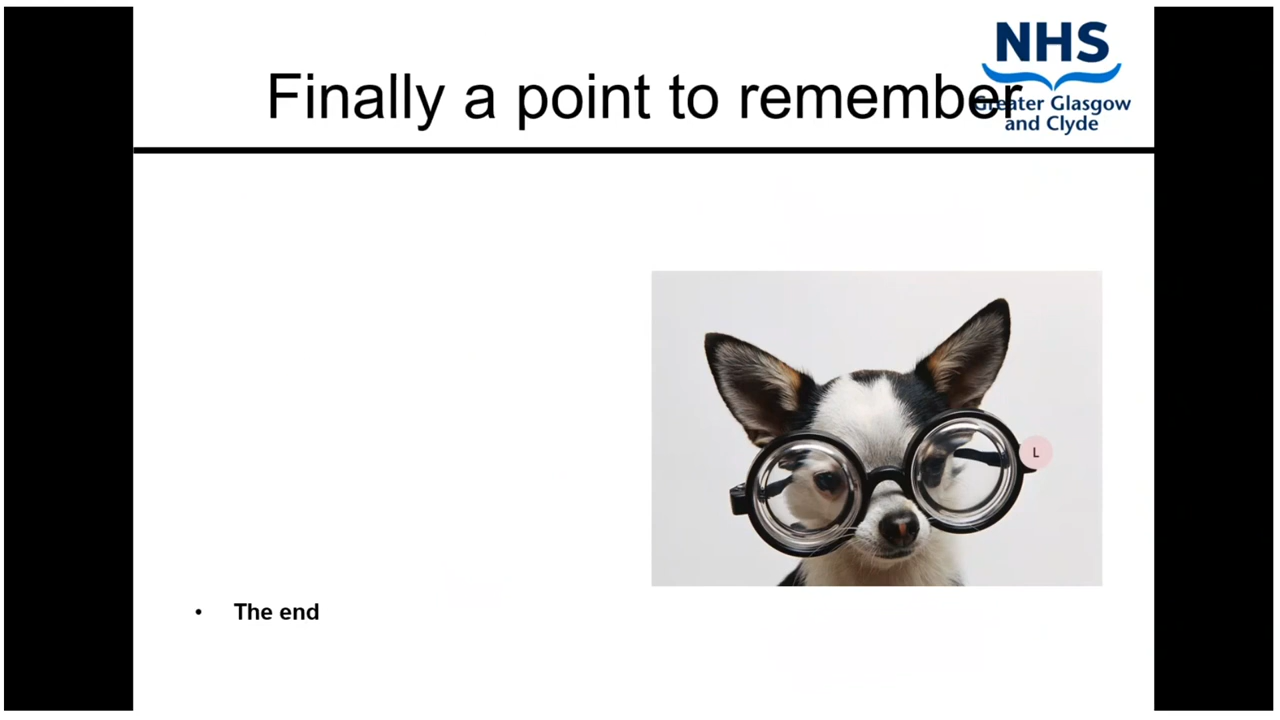 NHS
Finally a point to remember
Greater Glasgow
and Clyde
L
• The end